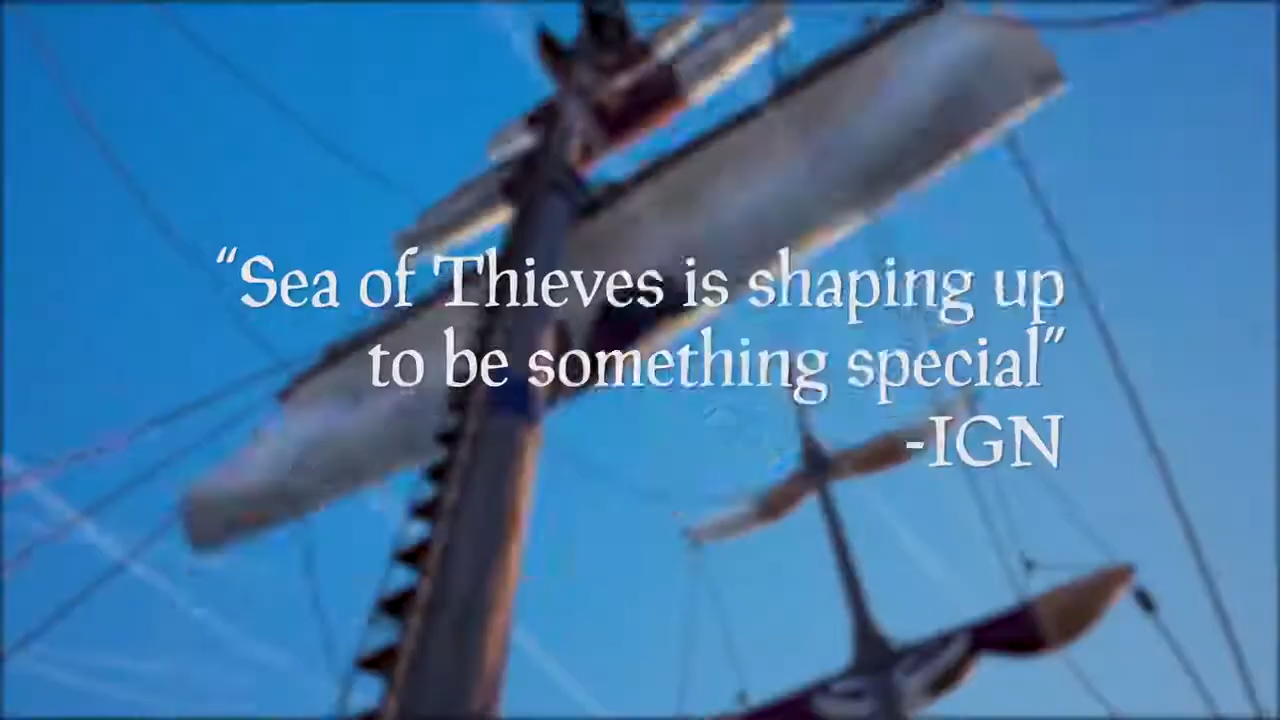 “Sea of Thieves is shaping up
to be something special”
-IGN